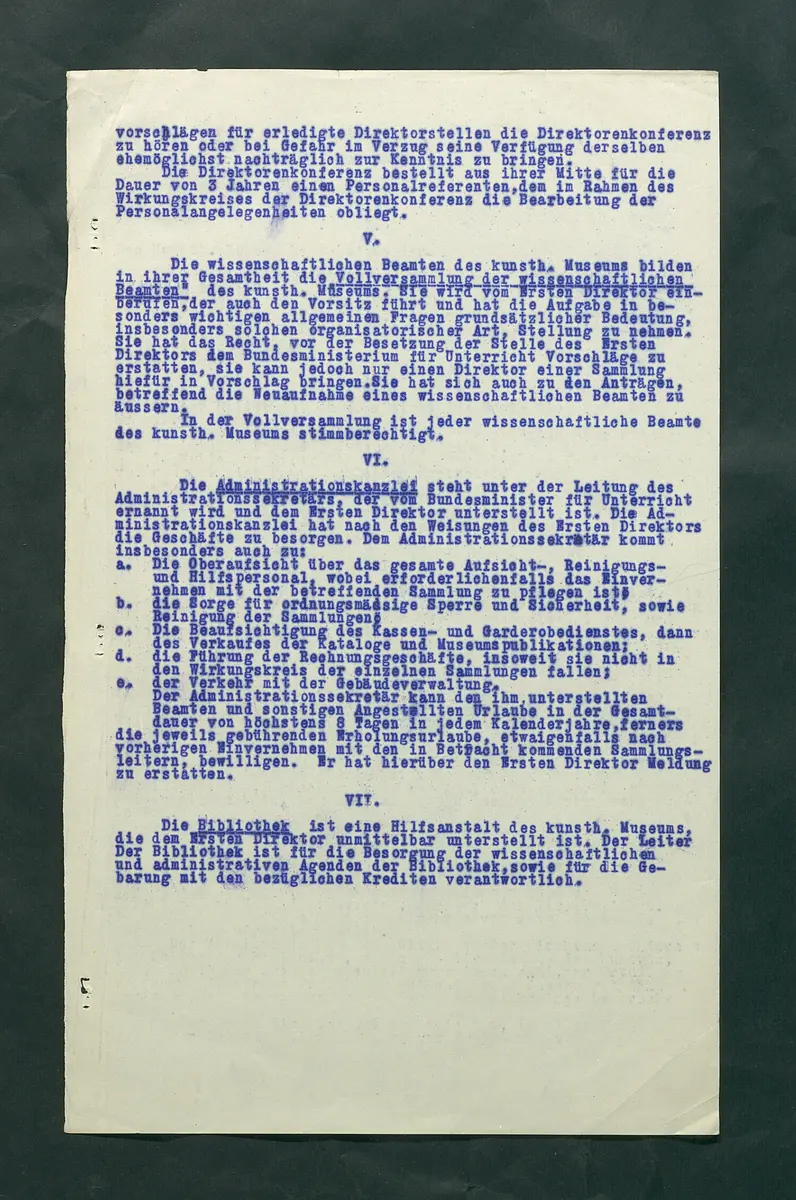 vorschlägen für erledigte Direktorstellen die Direktorenkonferenz
zu hören oder bei Gefahr im Verzug seine Verfügung derselben
ehemöglichst nachträglich zur Kenntnis zu bringen.
Die Direktorenkonferenz bestellt aus ihrer Mitte für die
Dauer von 3 Jahren einen Personalreferenten,dem im Rahmen des
Wirkungskreises der Direktorenkonferenz die Bearbeitung der
Personalangelegenheiten obliegt.
V.
Die wissenschaftlichen Beamten des kunsth. Museums bilden
in ihrer Gesamtheit die Vollversammlung der wissenschaftlichen
Beamten" des kunsth. Museums. Sie wird vom Ersten Direktor ein-
berufen,der auch den Vorsitz führt und hat die Aufgabe in be-
sonders wichtigen allgemeinen Fragen grundsätzlicher Bedeutung,
insbesonders solchen organisatorischer Art, Stellung zu nehmen.
Sie hat das Recht, vor der Besetzung der Stelle des Ersten
Direktors dem Bundesministerium für Unterricht Vorschläge zu
erstatten, sie kann jedoch nur einen Direktor einer Sammlung
hiefür in Vorschlag bringen.Sie hat sich auch zu den Anträgen,
betreffend die Neuaufnahme eines wissenschaftlichen Beamten zu
äussern.
In der Vollversammlung ist jeder wissenschaftliche Beamte
des kunsth. Museums stimmberechtigt.
VI.
Die Administrationskanzlei steht unter der Leitung des
Administrationssekretärs, der vom Bundesminister für Unterricht
ernannt wird und dem Ersten Direktor unterstellt ist. Die Ad-
ministrationskanzlei hat nach den Weisungen des Ersten Direktors
die Geschäfte zu besorgen. Dem Administrationssekretär kommt
insbesonders auch zu:
a. Die Oberaufsicht über das gesamte Aufsicht-, Reinigungs-
und Hilfspersonal, wobei erforderlichenfalls das Einver-
nehmen mit der betreffenden Sammlung zu pflegen ist;
b. die Sorge für ordnungsmässige Sperre und Sicherheit, sowie
Reinigung der Sammlungen;
c. Die Beaufsichtigung des Kassen- und Garderobedienstes, dann
des Verkaufes der Kataloge und Museumspublikationen;
d. die Führung der Rechnungsgeschäfte, insoweit sie nicht in
den Wirkungskreis der einzelnen Sammlungen fallen;
e. der Verkehr mit der Gebäudeverwaltung.
Der Administrationssekretär kann den ihm,unterstellten
Beamten und sonstigen Angestellten Urlaube in der Gesamt-
dauer von höchstens 8 Tagen in jedem Kalenderjahre,ferners
die jeweils gebührenden Erholungsurlaube, etwaigenfalls nach
vorherigen Einvernehmen mit den in Betracht kommenden Sammlungs-
leitern, bewilligen. Er hat hierüber den Ersten Direktor Meldung
zu erstatten.
VII.
Die Bibliothek ist eine Hilfsanstalt des kunsth. Museums,
die dem Ersten Direktor unmittelbar unterstellt ist. Der Leiter
Der Bibliothek ist für die Besorgung der wissenschaftlichen
und administrativen Agenden der Bibliothek,sowie für die Ge-
barung mit den bezüglichen Krediten verantwortlich.